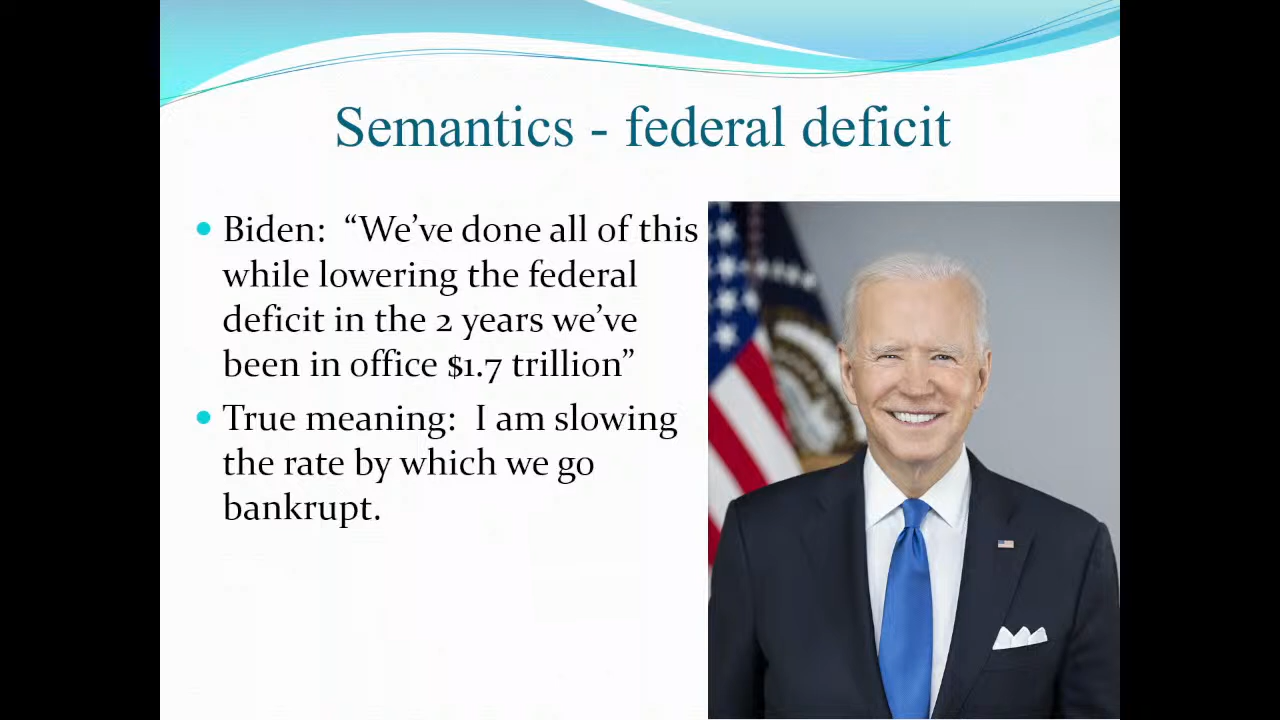 Semantics - federal deficit
Biden:  “We’ve done all of this
while lowering the federal
deficit in the 2 years we’ve
been in office $1.7 trillion”
True meaning:  I am slowing
the rate by which we go
bankrupt.